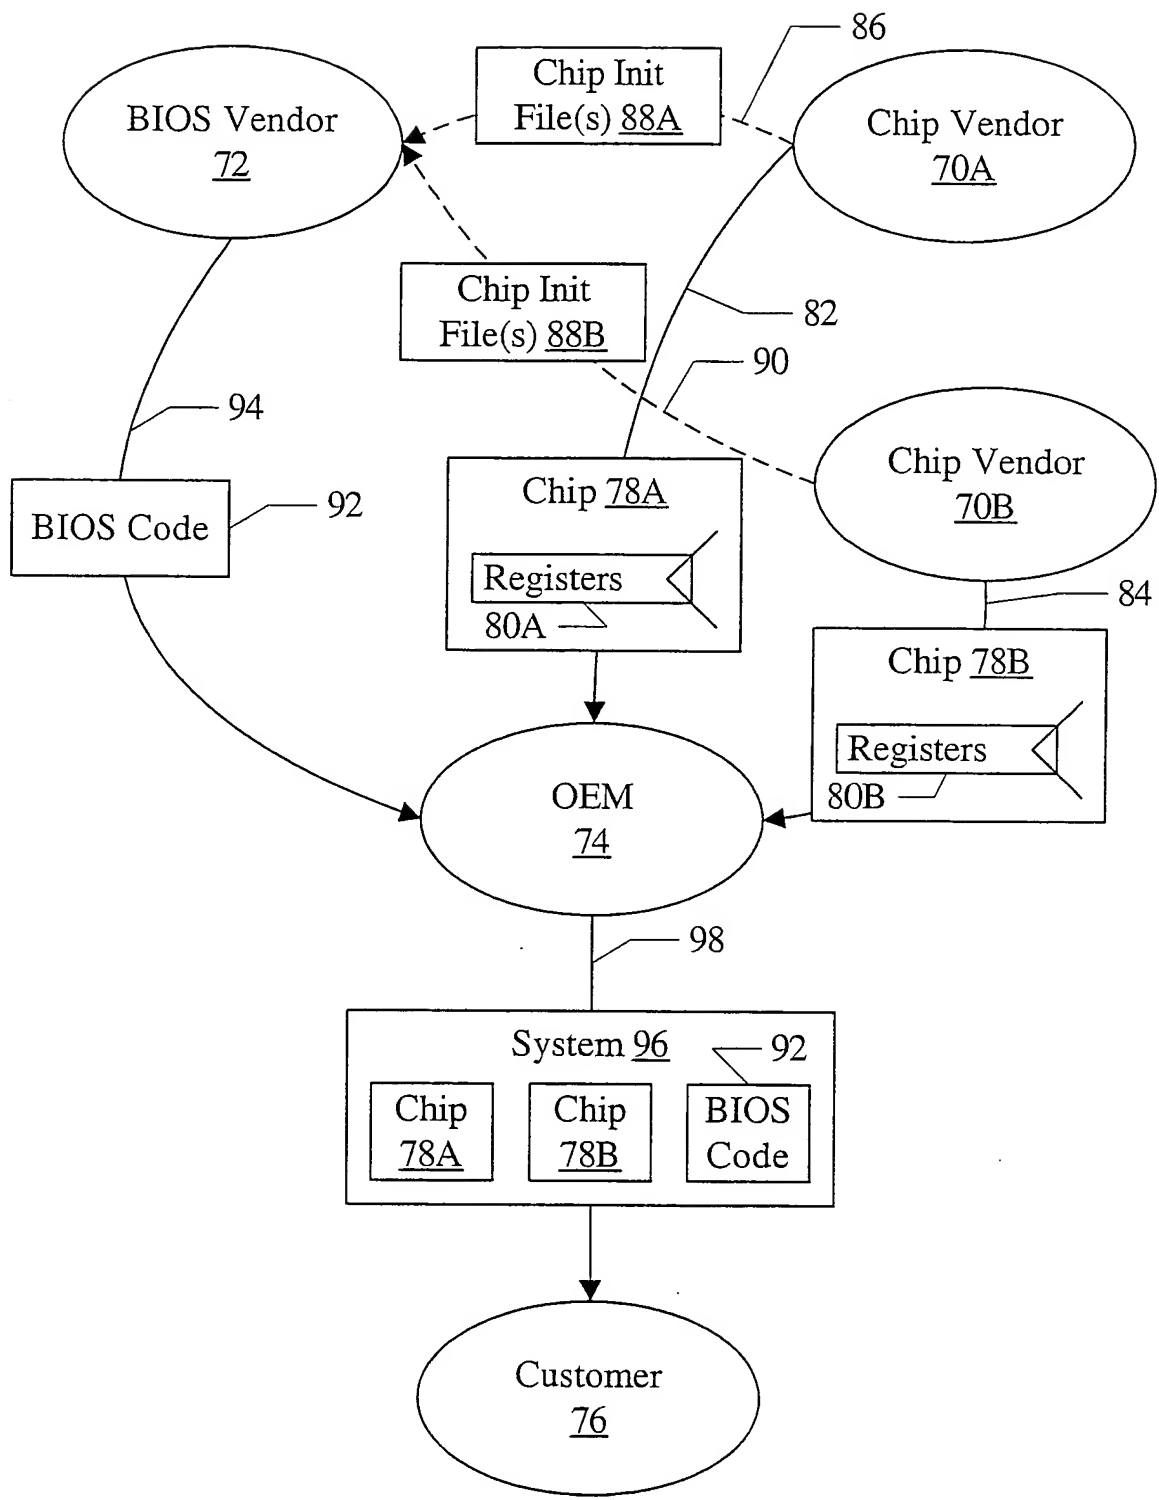 86
Chip Init
File(s) 88A
BIOS Vendor
72
Chip Vendor
70A
Chip Init
File(s) 88B
82
90
94
Chip Vendor
70B
Chip 78A
BIOS Code
92
Registers
80A
84
Chip 78B
Registers
80B
OEM
74
98
System 96
92
Chip
78A
Chip
78B
BIOS
Code
Customer
76